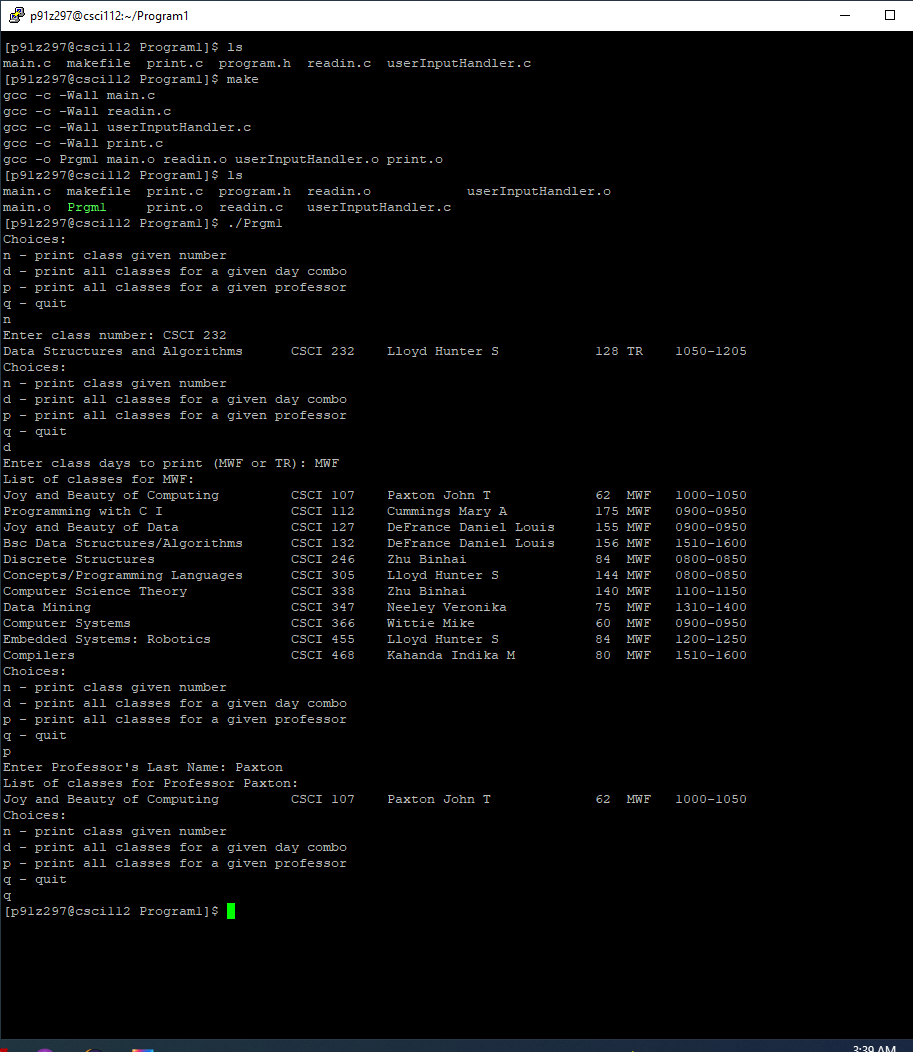 p91z297@csci112:~/Program1
[p91z297@csci112 Program1]$ ls
main.c  makefile  print.c  program.h  readin.c  userInputHandler.c
[p91z297@csci112 Program1]$ make
gcc -c -Wall main.c
gcc -c -Wall readin.c
gcc -c -Wall userInputHandler.c
gcc -c -Wall print.c
gcc -o Prgm1 main.o readin.o userInputHandler.o print.o
[p91z297@csci112 Program1]$ ls
main.c  makefile  print.c  program.h  readin.o            userInputHandler.o
main.o  Prgm1     print.o  readin.c   userInputHandler.c
[p91z297@csci112 Program1]$ ./Prgm1
Choices:
n - print class given number
d - print all classes for a given day combo
p - print all classes for a given professor
q - quit
n
Enter class number: CSCI 232
Data Structures and Algorithms      CSCI 232    Lloyd Hunter S            128 TR    1050-1205
Choices:
n - print class given number
d - print all classes for a given day combo
p - print all classes for a given professor
q - quit
d
Enter class days to print (MWF or TR): MWF
List of classes for MWF:
Joy and Beauty of Computing         CSCI 107    Paxton John T             62  MWF   1000-1050
Programming with C I                CSCI 112    Cummings Mary A           175 MWF   0900-0950
Joy and Beauty of Data              CSCI 127    DeFrance Daniel Louis     155 MWF   0900-0950
Bsc Data Structures/Algorithms      CSCI 132    DeFrance Daniel Louis     156 MWF   1510-1600
Discrete Structures                 CSCI 246    Zhu Binhai                84  MWF   0800-0850
Concepts/Programming Languages      CSCI 305    Lloyd Hunter S            144 MWF   0800-0850
Computer Science Theory             CSCI 338    Zhu Binhai                140 MWF   1100-1150
Data Mining                         CSCI 347    Neeley Veronika           75  MWF   1310-1400
Computer Systems                    CSCI 366    Wittie Mike               60  MWF   0900-0950
Embedded Systems: Robotics          CSCI 455    Lloyd Hunter S            84  MWF   1200-1250
Compilers                           CSCI 468    Kahanda Indika M          80  MWF   1510-1600
Choices:
n - print class given number
d - print all classes for a given day combo
p - print all classes for a given professor
q - quit
p
Enter Professor's Last Name: Paxton
List of classes for Professor Paxton:
Joy and Beauty of Computing         CSCI 107    Paxton John T             62  MWF   1000-1050
Choices:
n - print class given number
d - print all classes for a given day combo
p - print all classes for a given professor
q - quit
q
[p91z297@csci112 Program1]$
3:39 AM